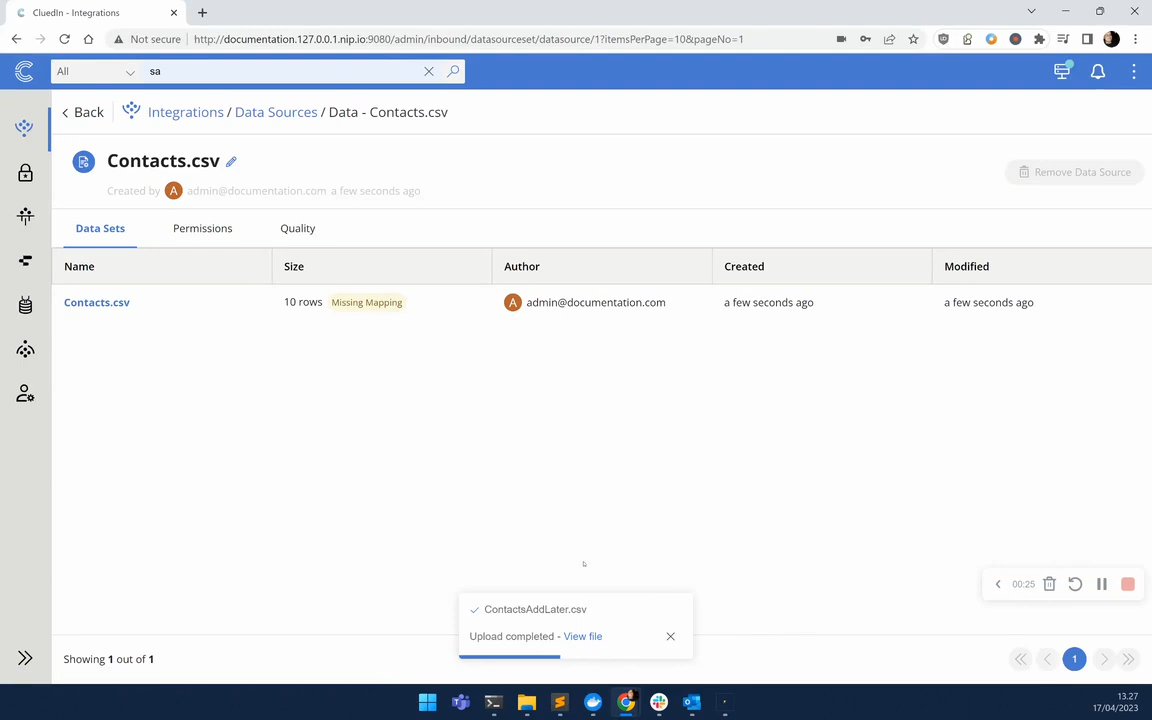 CluedIn - Integrations
Not secure
http://documentation.127.0.0.1.nip.io:9080/admin/inbound/datasourceset/datasource/1?itemsPerPage=10&pageNo=1
All
sa
Back
Integrations / Data Sources / Data - Contacts.csv
Contacts.csv
Created by A admin@documentation.com a few seconds ago
Remove Data Source
Data Sets Permissions Quality
Name Size Author Created Modified
Contacts.csv 10 rows Missing Mapping A admin@documentation.com a few seconds ago a few seconds ago
00:25
ContactsAddLater.csv
Upload completed - View file
Showing 1 out of 1
1
13.27
17/04/2023